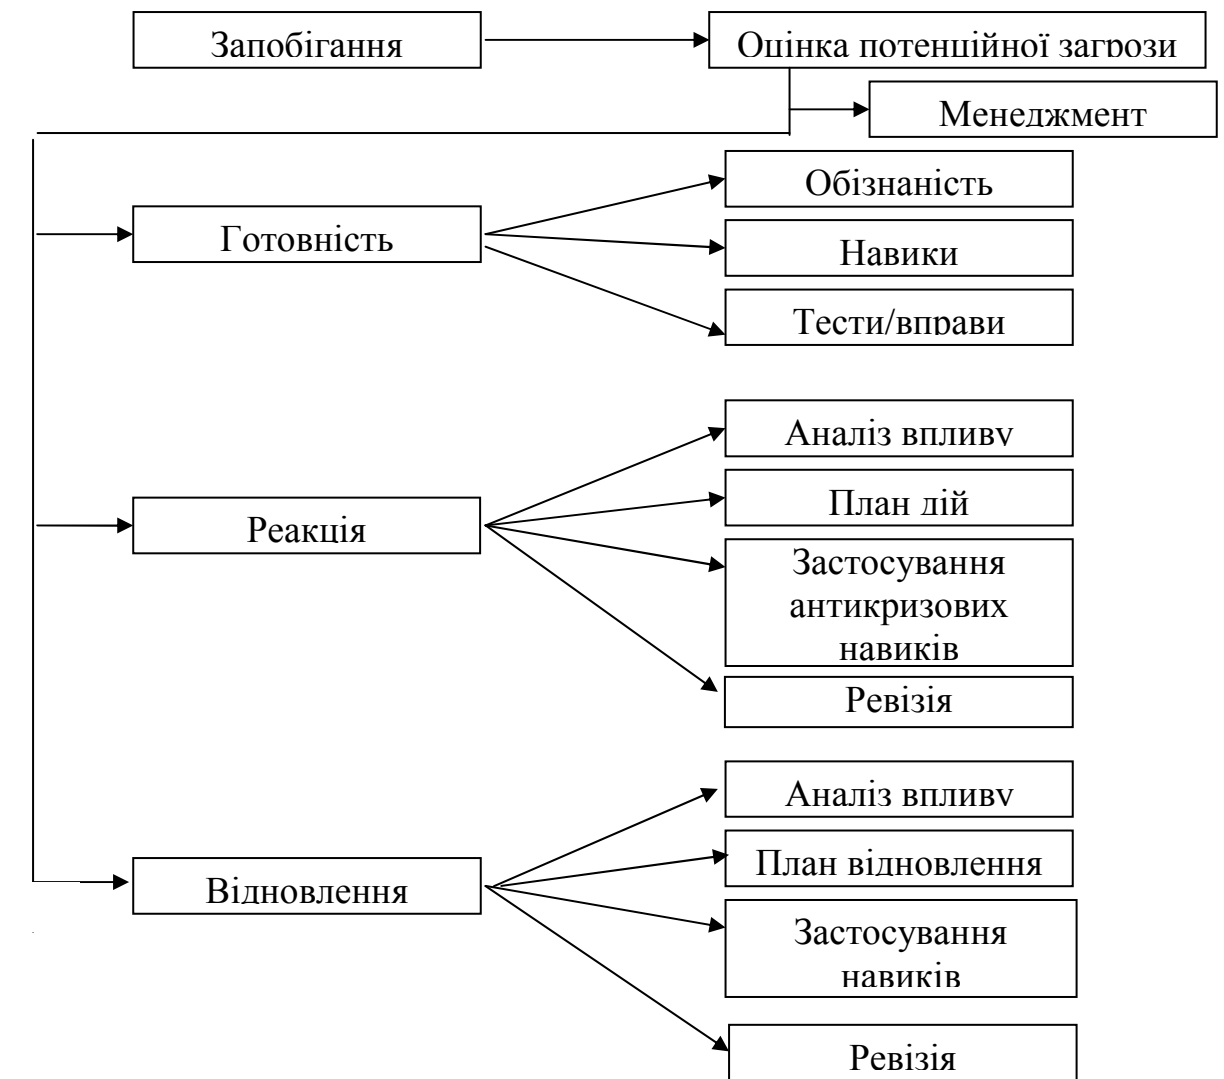 Запобігання
Оцінка потенційної загрози
Менеджмент
Обізнаність
Готовність
Навики
Тести/вправи
Аналіз впливу
План дій
Реакція
Застосування
антикризових
навиків
Ревізія
Аналіз впливу
План відновлення
Відновлення
Застосування
навиків
Ревізія